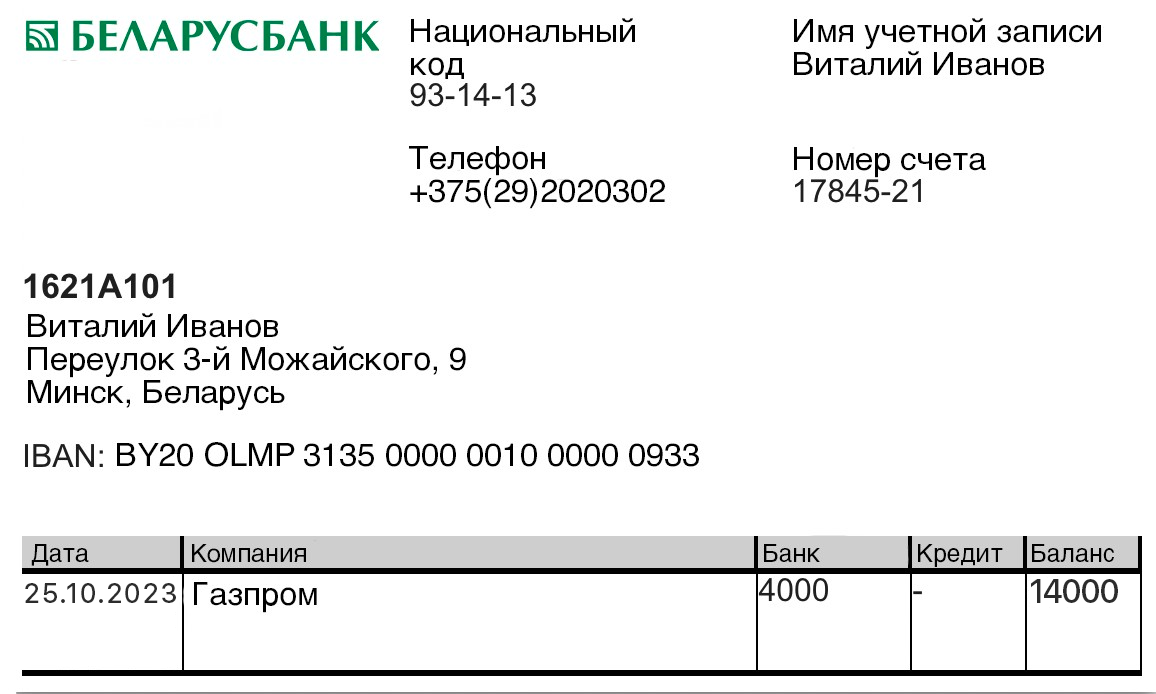 БЕЛАРУСБАНК
Национальный
код
93-14-13
Имя учетной записи
Виталий Иванов
Телефон
+375(29)2020302
Номер счета
17845-21
1621A101
Виталий Иванов
Переулок 3-й Можайского, 9
Минск, Беларусь
IBAN: BY20 OLMP 3135 0000 0010 0000 0933
Дата Компания Банк Кредит Баланс
25.10.2023 Газпром 4000 - 14000